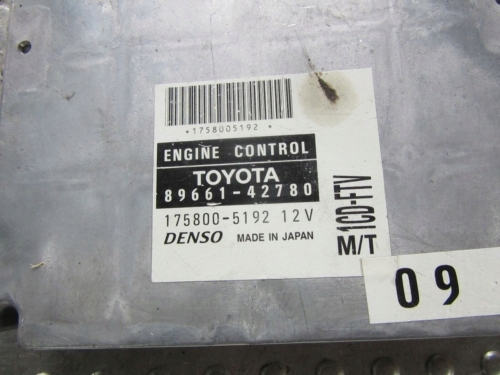 *1758005192*
ENGINE CONTROL
TOYOTA
89661-42780
175800-5192 12V
DENSO MADE IN JAPAN
1CD-FTV
M/T
09